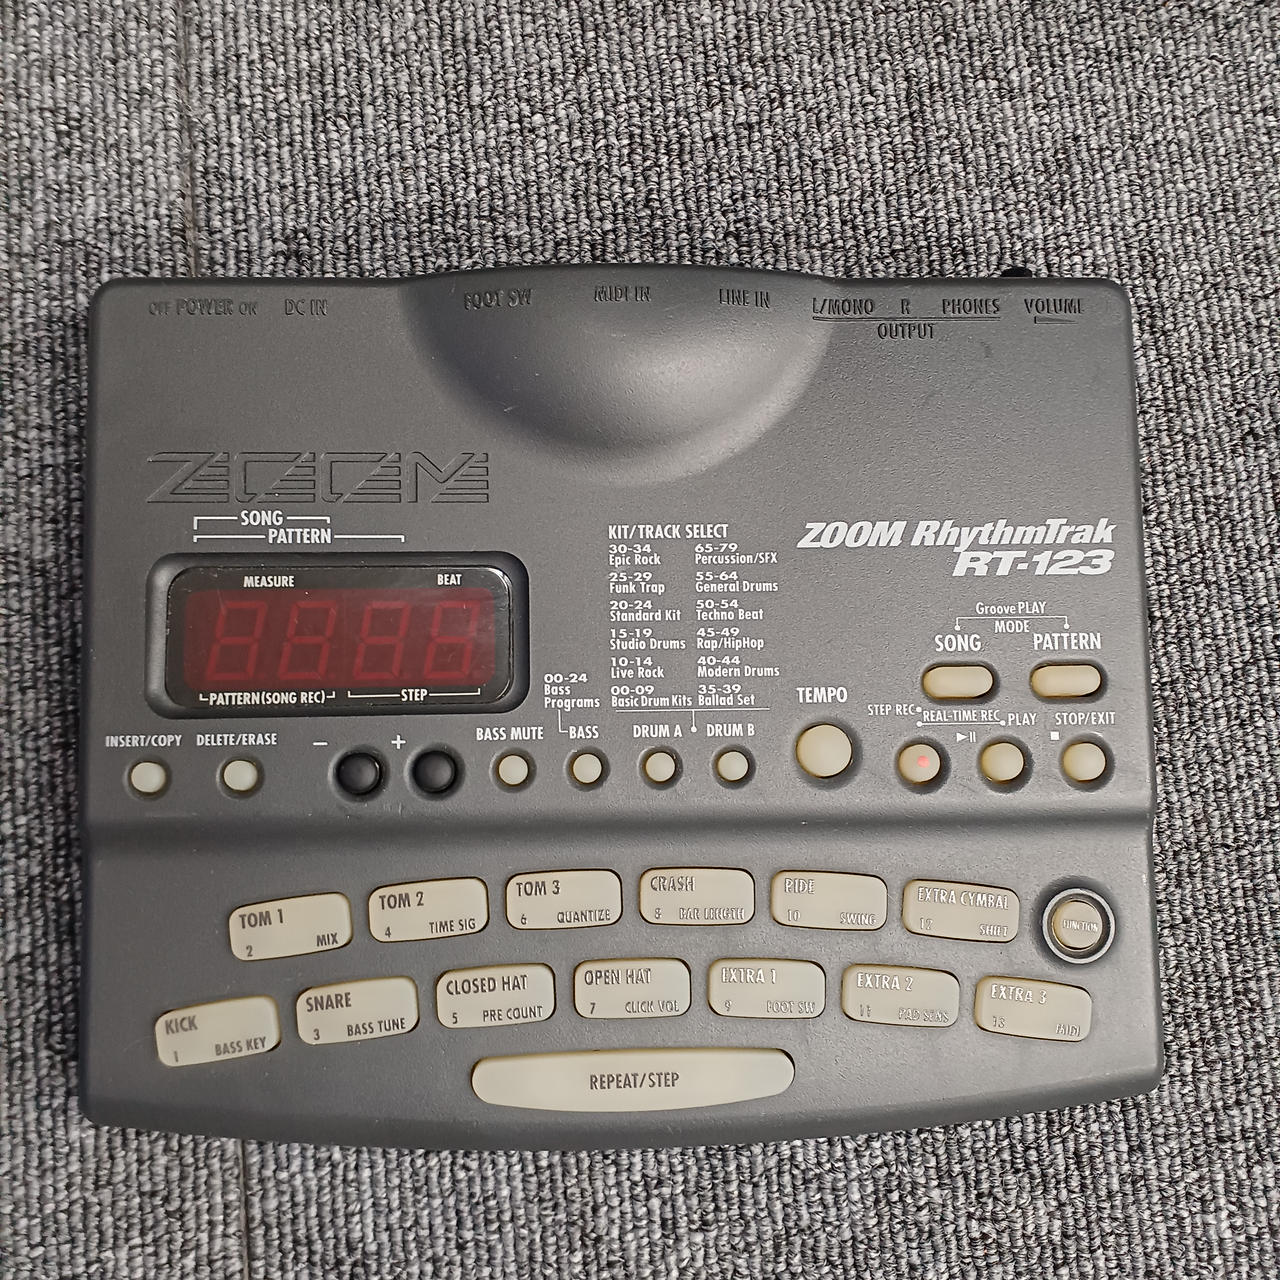 OFF POWER ON DC IN FOOT SW MIDI IN LINE IN L/MONO R PHONES VOLUME
OUTPUT
ZOOM
SONG
PATTERN
MEASURE BEAT
PATTERN(SONG REC) STEP
KIT/TRACK SELECT
30-34 65-79
Epic Rock Percussion/SFX
25-29 55-64
Funk Trap General Drums
20-24 50-54
Standard Kit Techno Beat
15-19 45-49
Studio Drums Rap/HipHop
10-14 40-44
Live Rock Modern Drums
00-09 35-39
Basic Drum Kits Ballad Set
00-24
Bass
Programs
ZOOM RhythmTrak
RT-123
GroovePLAY
MODE
SONG PATTERN
TEMPO
STEP REC REAL-TIME REC PLAY STOP/EXIT
INSERT/COPY DELETE/ERASE - + BASS MUTE BASS DRUM A DRUM B
TOM 1
2 MIX
TOM 2
4 TIME SIG
TOM 3
6 QUANTIZE
CRASH
8 BAR LENGTH
RIDE
10 SWING
EXTRA CYMBAL
12 SHIFT
FUNCTION
KICK
1 BASS KEY
SNARE
3 BASS TUNE
CLOSED HAT
5 PRE COUNT
OPEN HAT
7 CLICK VOL
EXTRA 1
9 FOOT SW
EXTRA 2
11 PAD SENS
EXTRA 3
13 MIDI
REPEAT/STEP